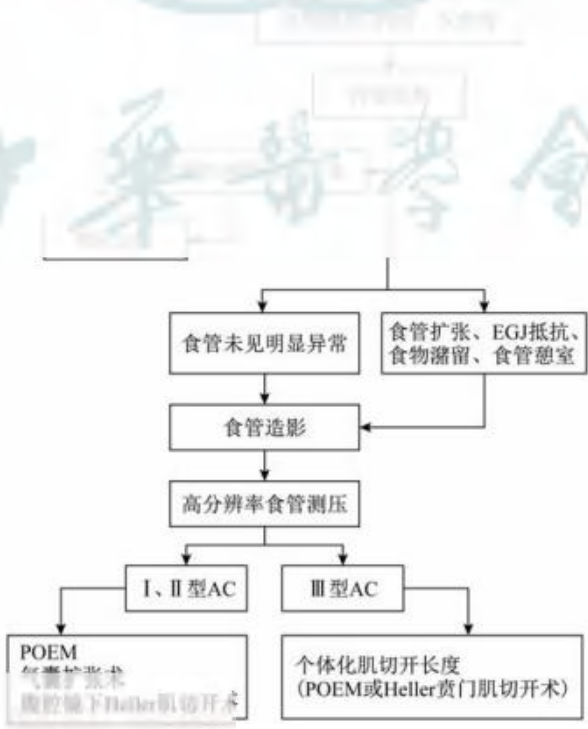 華醫學會
食管未见明显异常
食管扩张、EGJ抵抗、
食物潴留、食管憩室
食管造影
高分辨率食管测压
Ⅰ、Ⅱ型AC
Ⅲ型AC
POEM
气囊扩张术
腹腔镜下Heller肌切开术
个体化肌切开长度
(POEM或Heller贲门肌切开术)